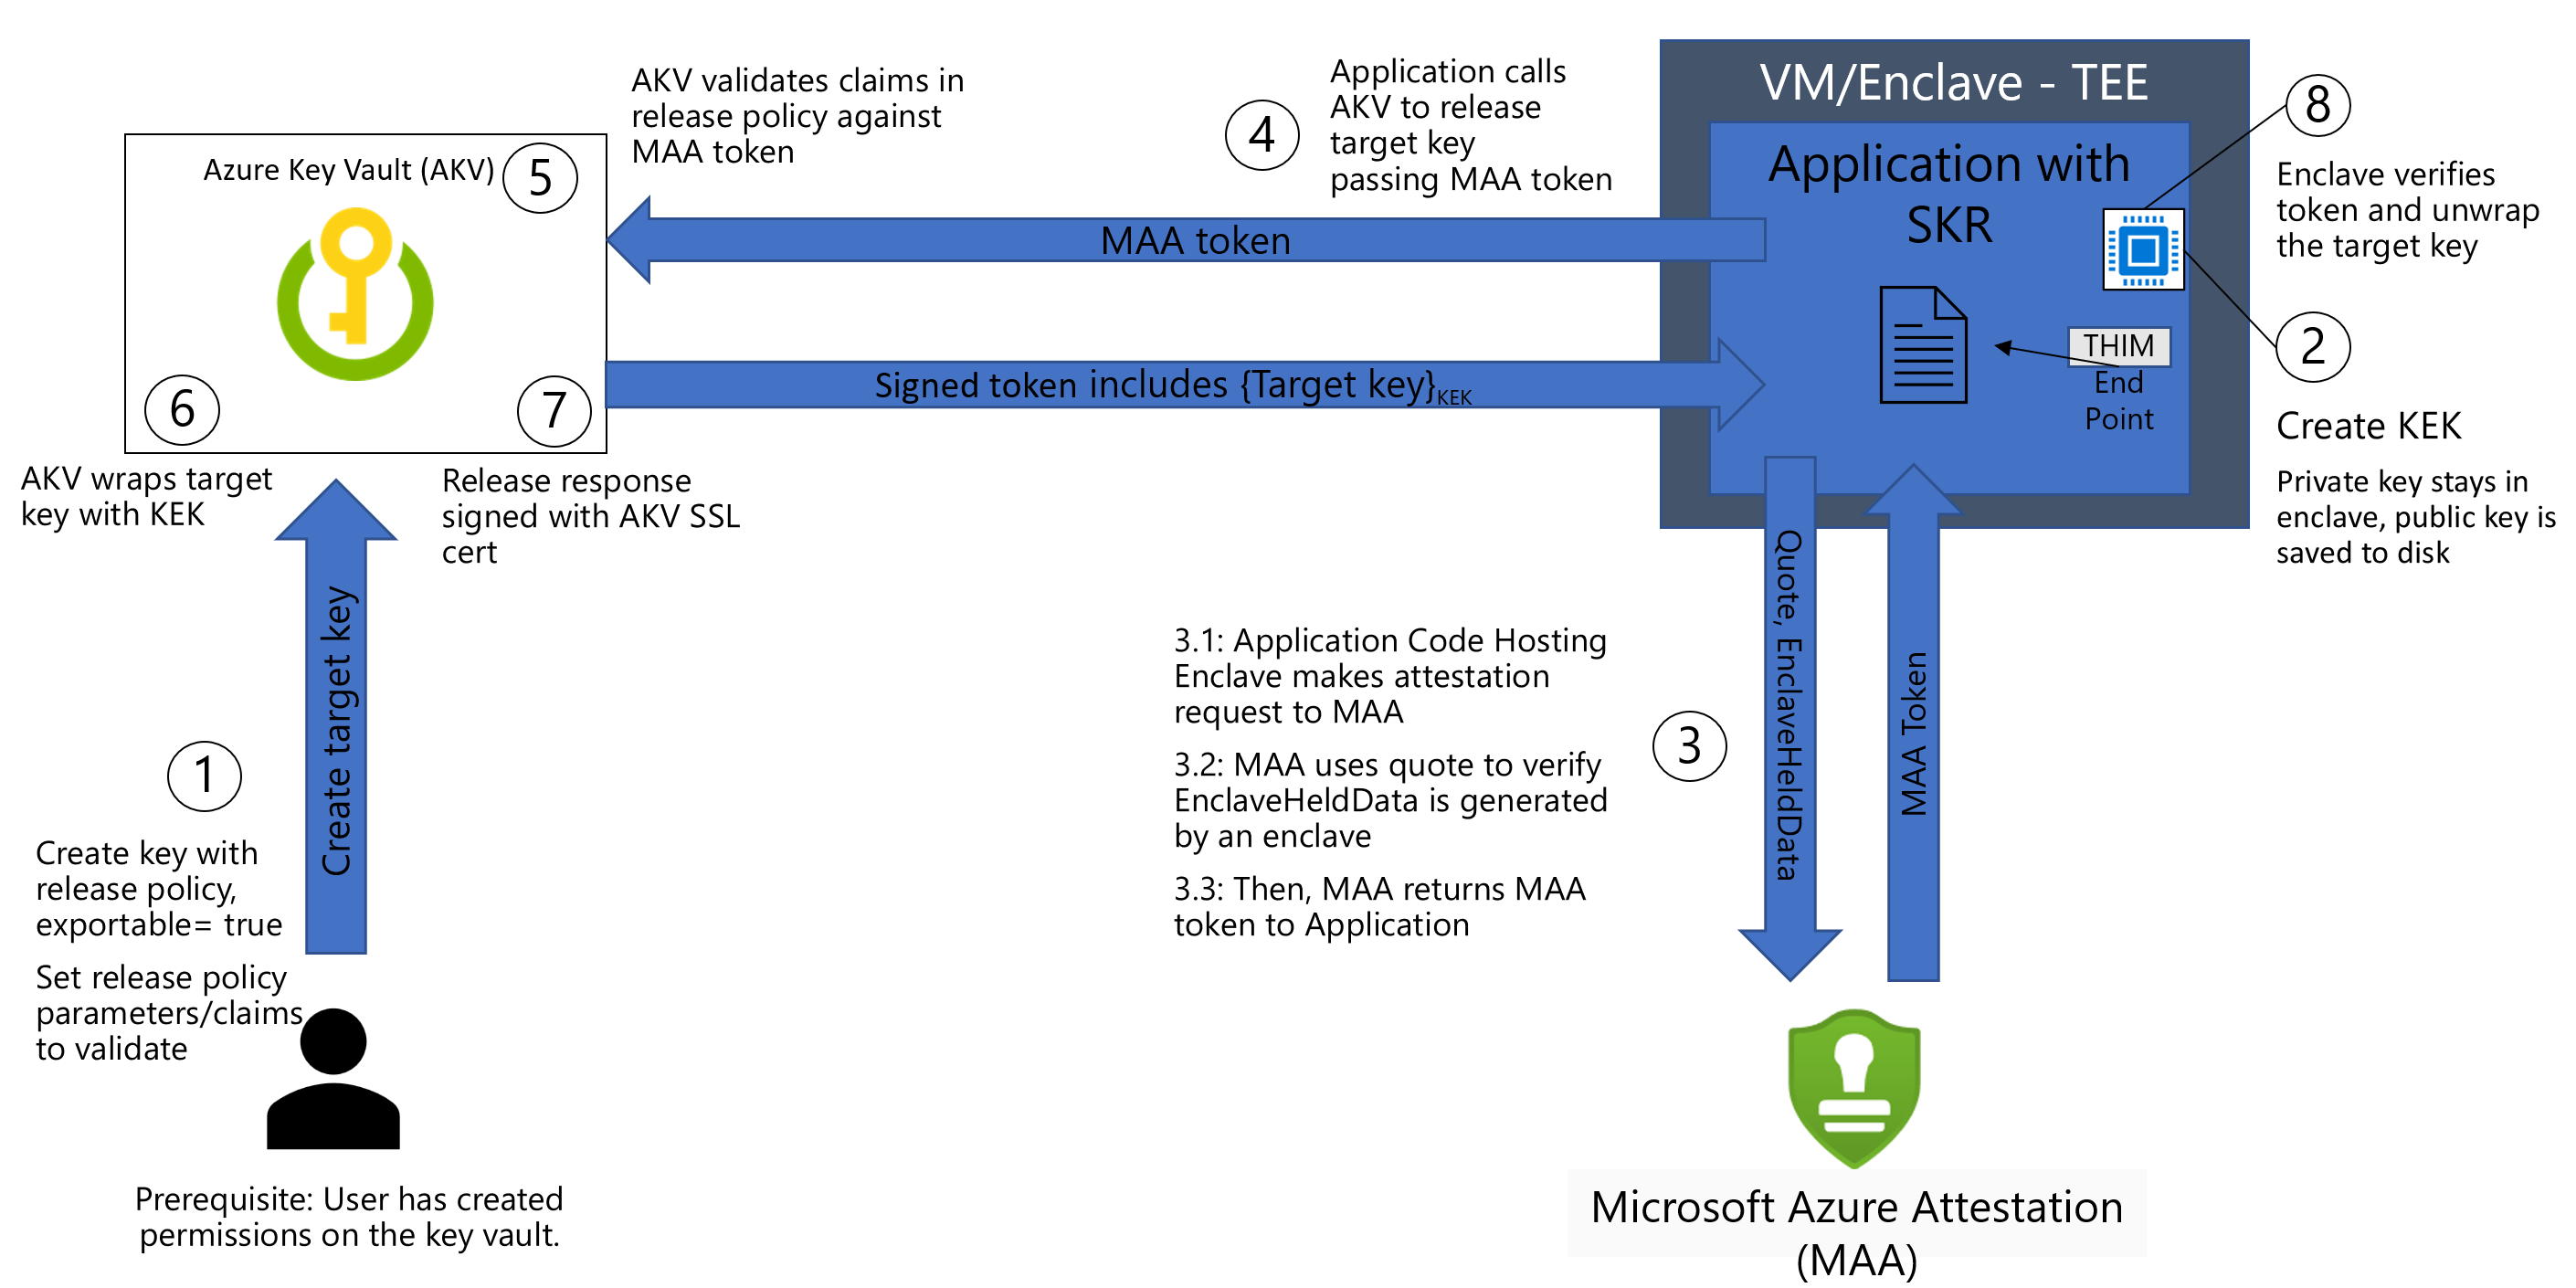 AKV validates claims in
release policy against
MAA token
4
Application calls
AKV to release
target key
passing MAA token
VM/Enclave - TEE
8
Enclave verifies
token and unwrap
the target key
Azure Key Vault (AKV)
5
Application with
SKR
MAA token
THIM
End
Point
2
Create KEK
Private key stays in
enclave, public key is
saved to disk
6
7
Signed token includes {Target key}KEK
AKV wraps target
key with KEK
Release response
signed with AKV SSL
cert
Create target key
1
Create key with
release policy,
exportable= true
Set release policy
parameters/claims
to validate
Prerequisite: User has created
permissions on the key vault.
3.1: Application Code Hosting
Enclave makes attestation
request to MAA
3.2: MAA uses quote to verify
EnclaveHeldData is generated
by an enclave
3.3: Then, MAA returns MAA
token to Application
3
Quote, EnclaveHeldData
MAA Token
Microsoft Azure Attestation
(MAA)